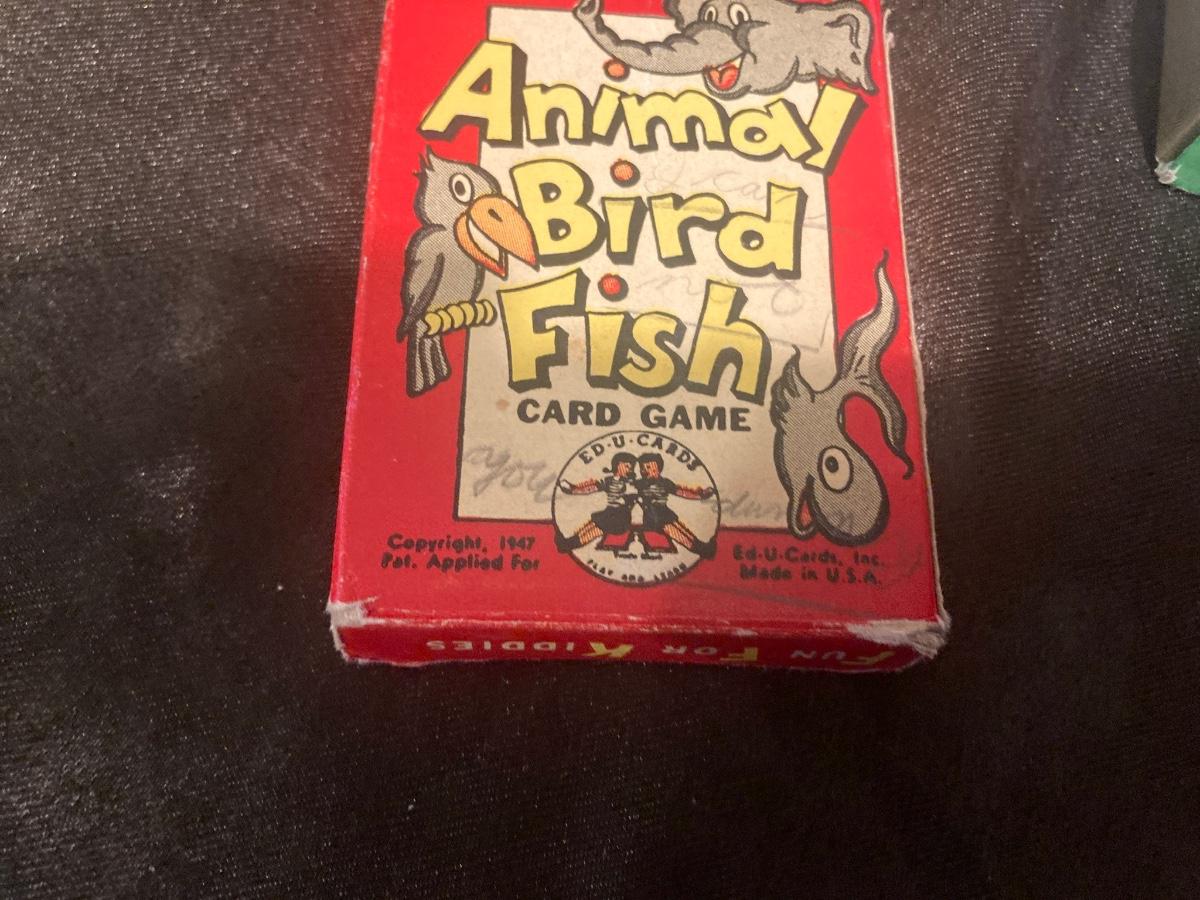 Animal
Bird
Fish
CARD GAME
ED-U-CARDS
PLAY AND LEARN
Copyright, 1947
Pat. Applied For
Ed-U-Cards, Inc.
Made in U.S.A.
FUN FOR KIDDIES
you